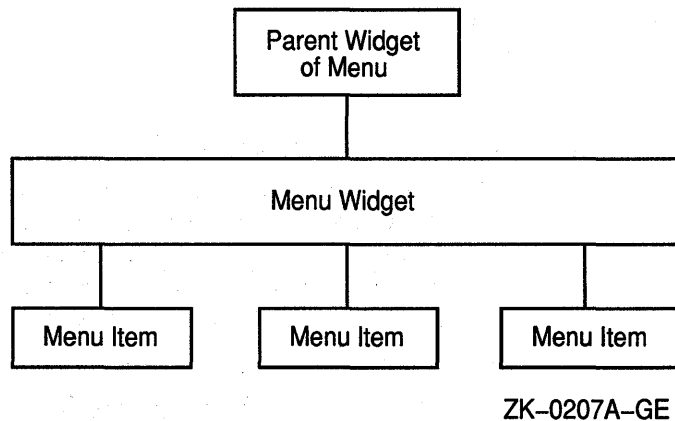 Parent Widget
of Menu
Menu Widget
Menu Item
Menu Item
Menu Item
ZK–0207A–GE